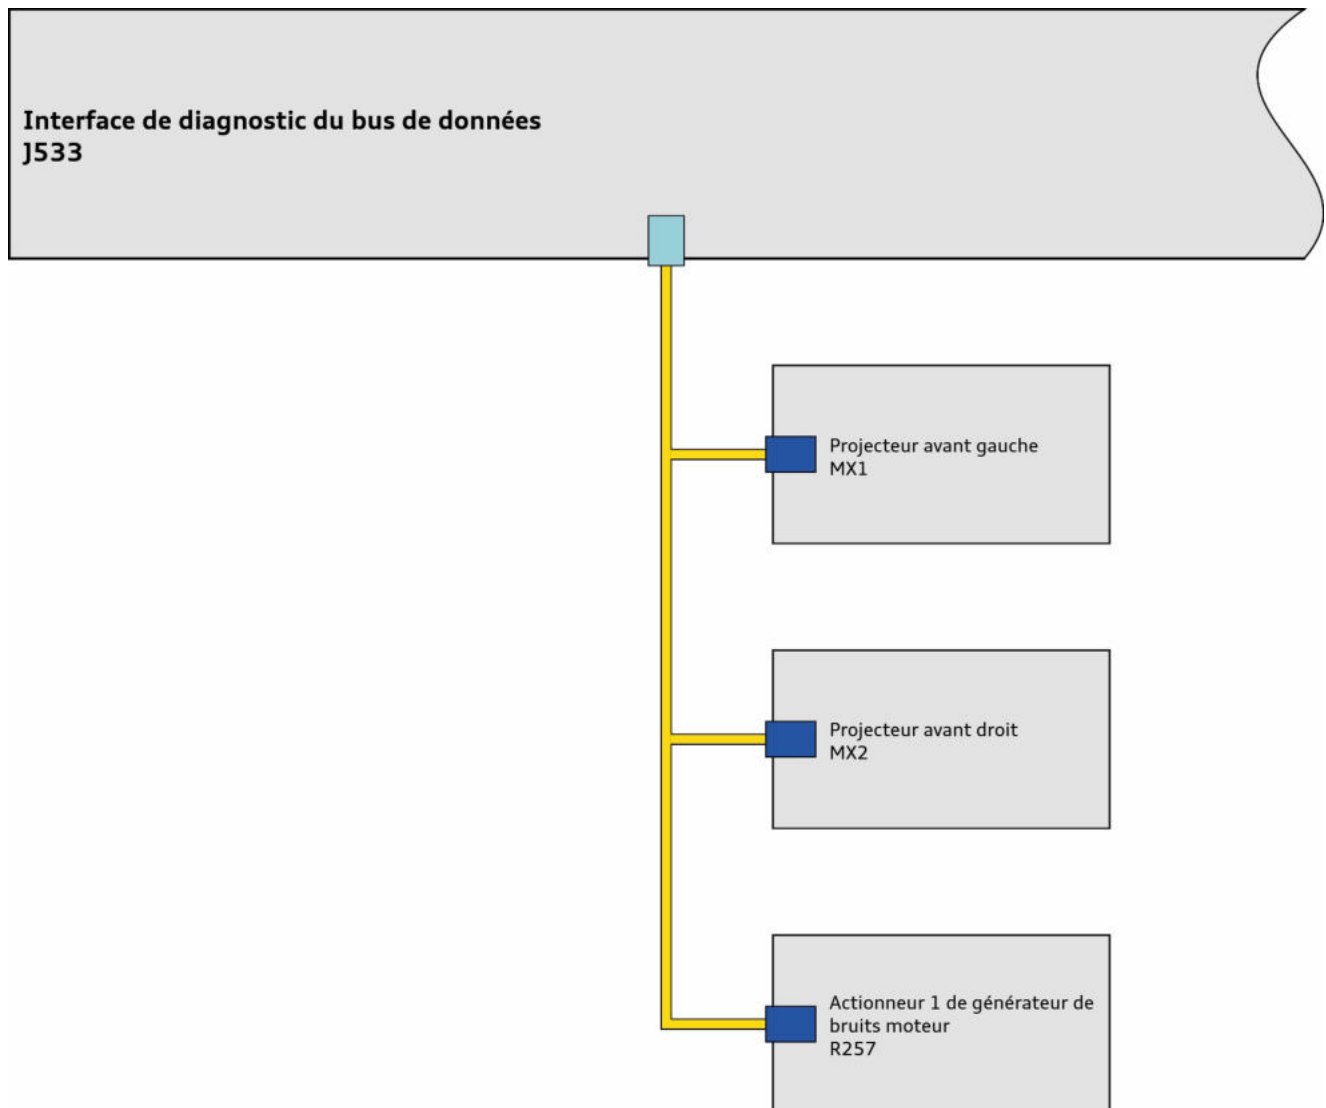 Interface de diagnostic du bus de données
J533
Projecteur avant gauche
MX1
Projecteur avant droit
MX2
Actionneur 1 de générateur de
bruits moteur
R257